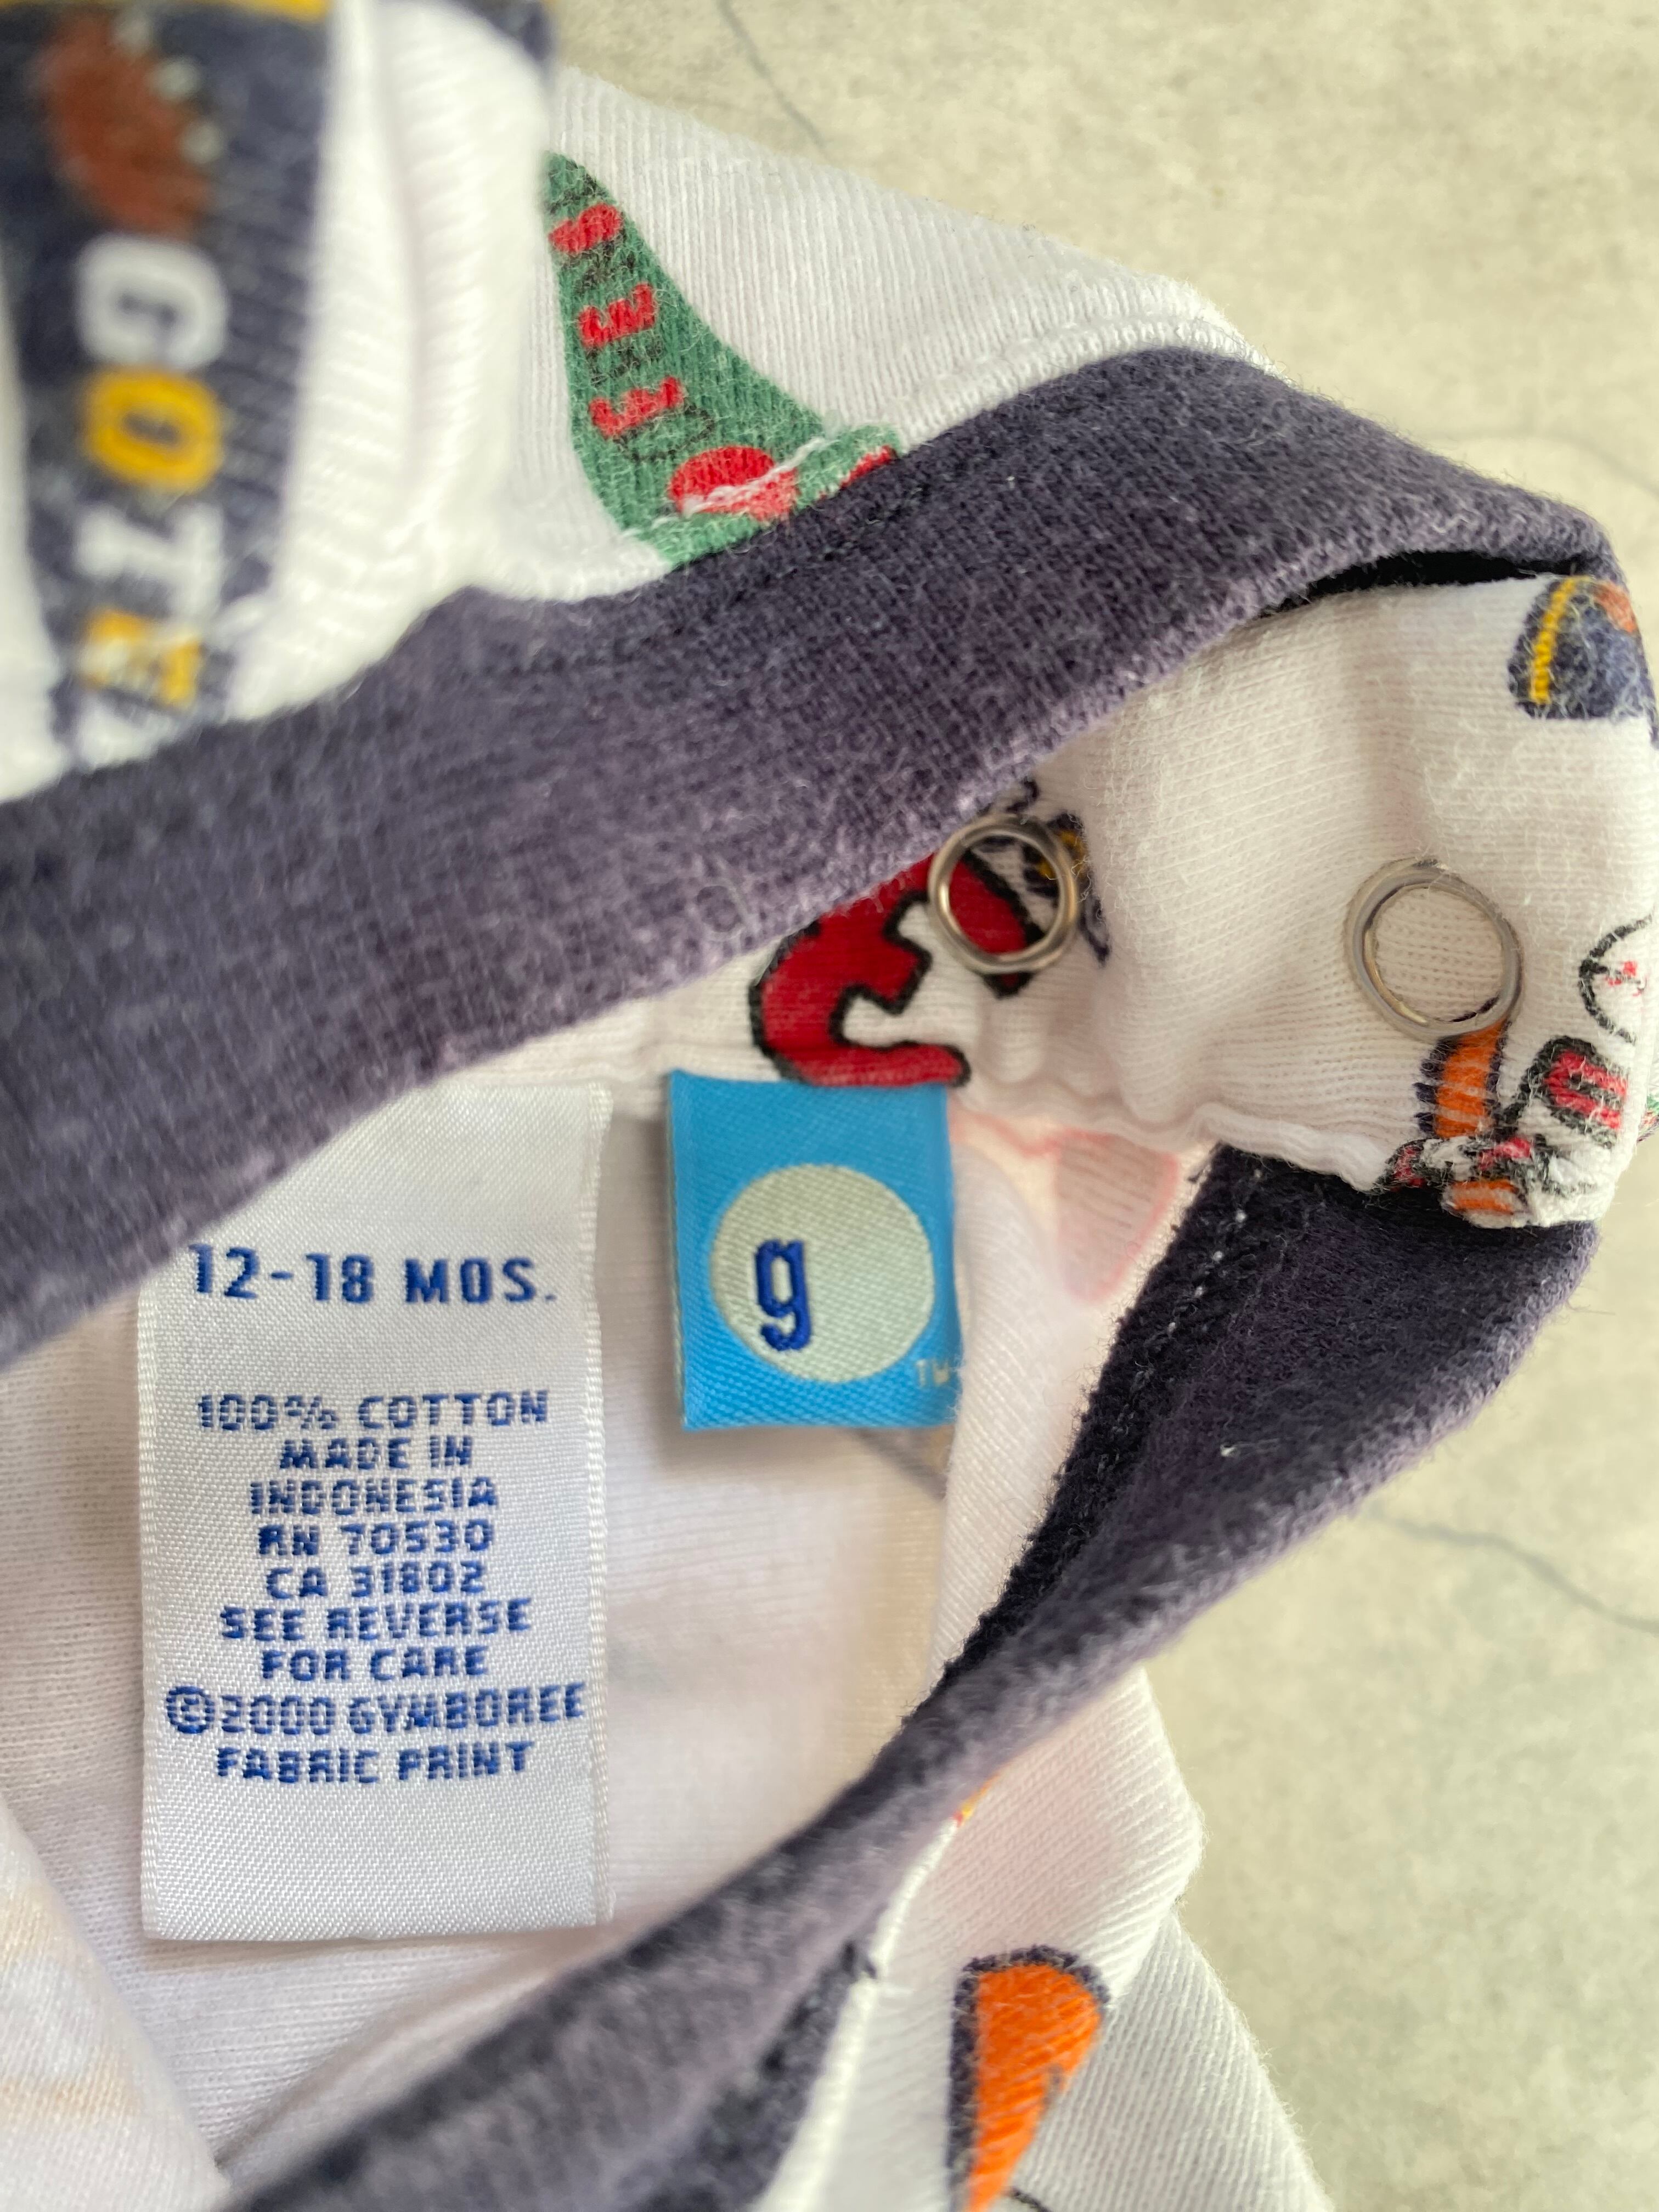 12-18 MOS.
100% COTTON
MADE IN
INDONESIA
RN 70530
CA 31802
SEE REVERSE
FOR CARE
©2000 GYMBOREE
FABRIC PRINT
g
TM